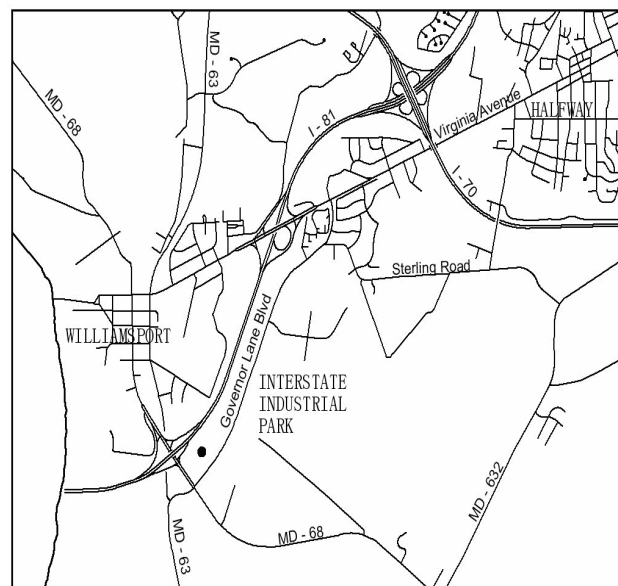 MD - 63
MD - 68
I - 81
Virginia Avenue
HALFWAY
I - 70
Sterling Road
WILLIAMSPORT
Governor Lane Blvd
INTERSTATE
INDUSTRIAL
PARK
MD - 632
MD - 68
MD - 63